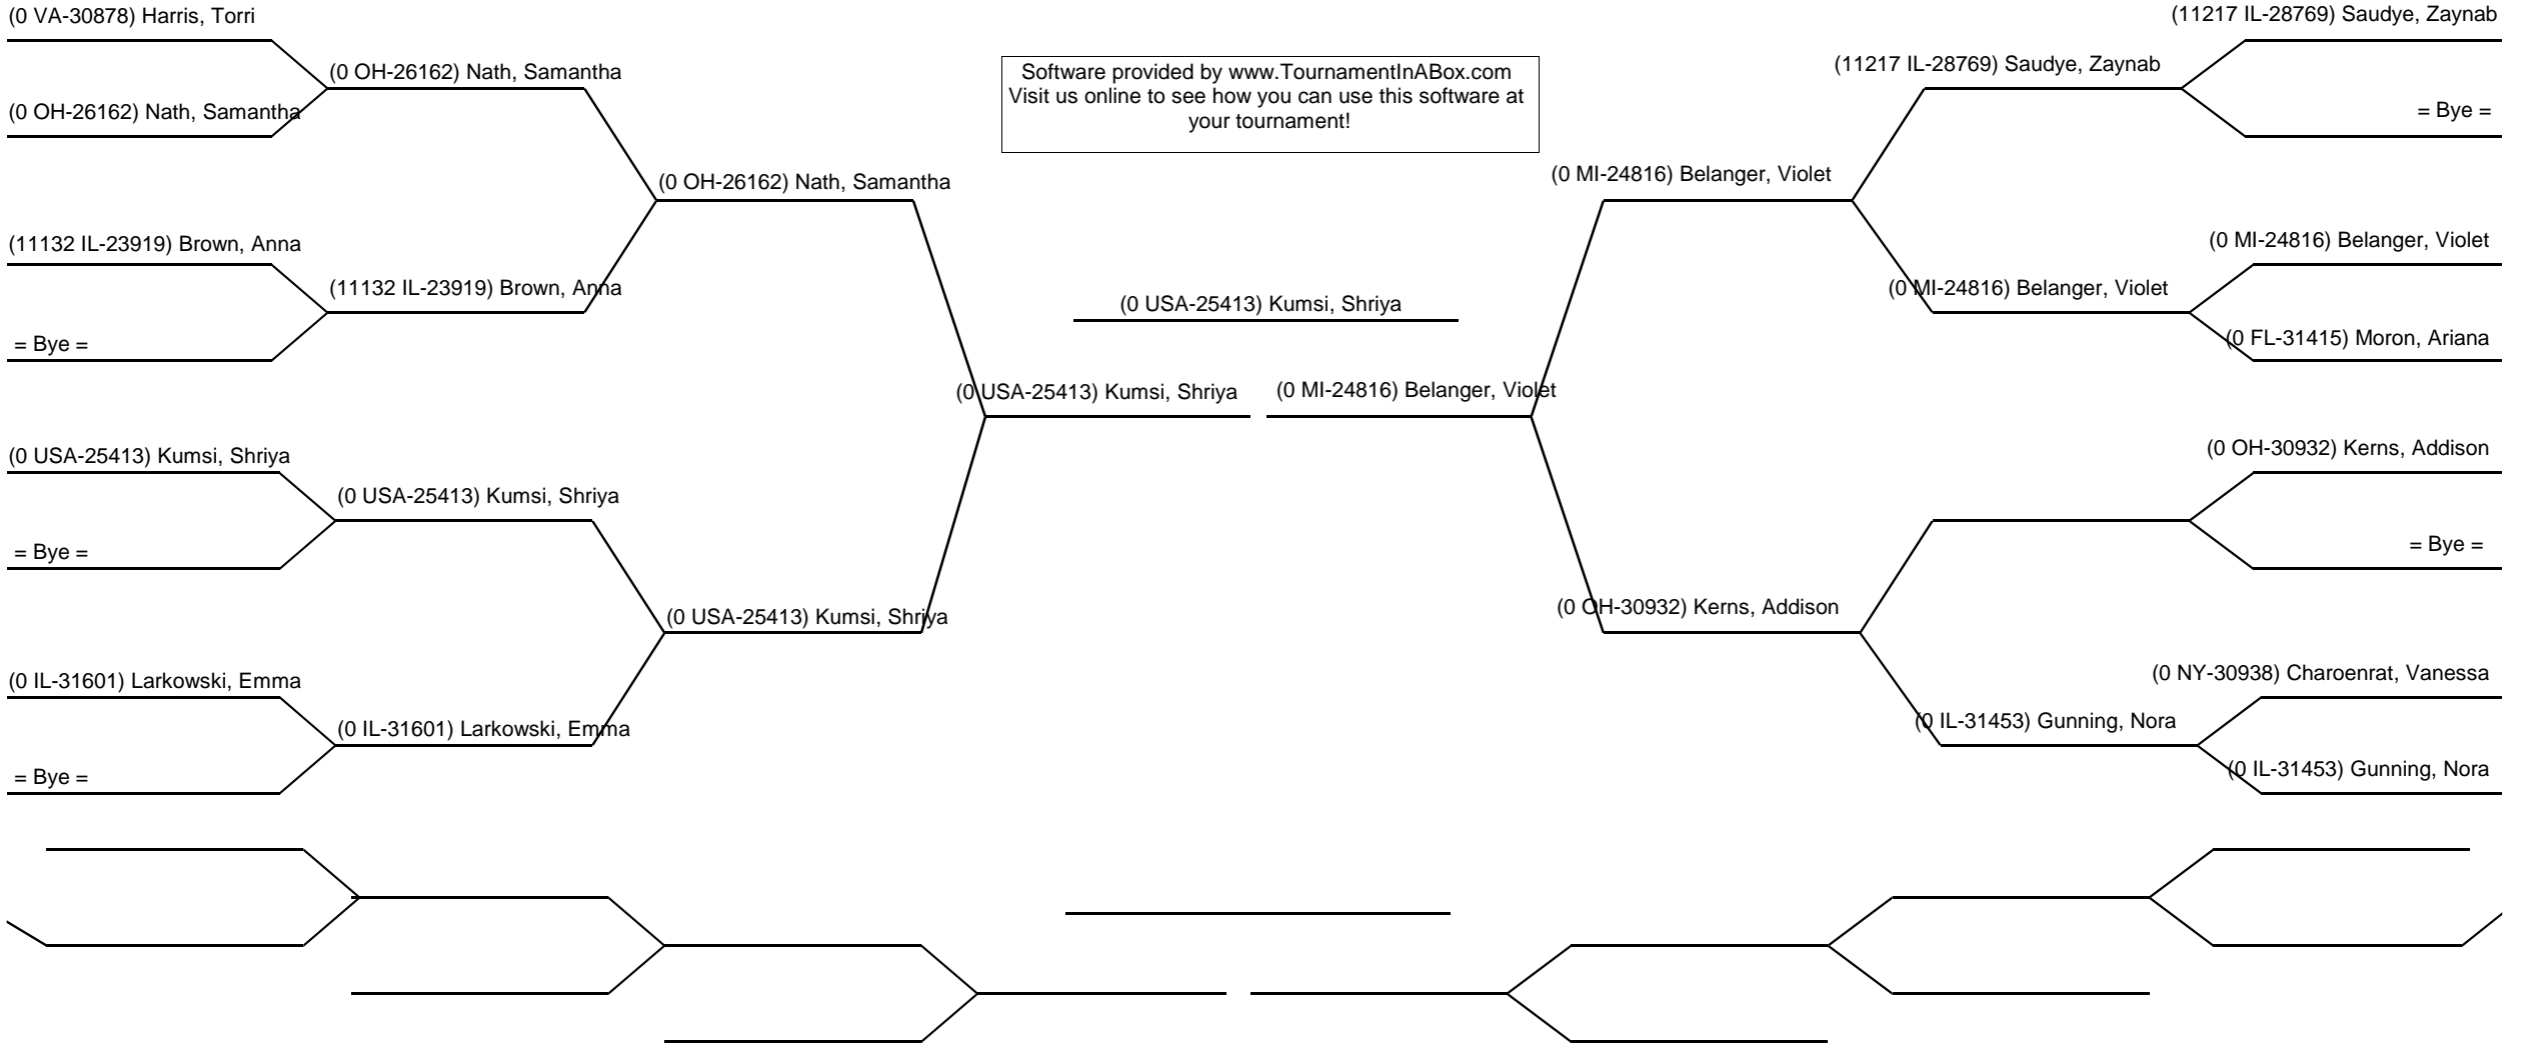 (0 VA-30878) Harris, Torri
(0 OH-26162) Nath, Samantha
(0 OH-26162) Nath, Samantha
(0 OH-26162) Nath, Samantha
(11132 IL-23919) Brown, Anna
(11132 IL-23919) Brown, Anna
= Bye =
(0 USA-25413) Kumsi, Shriya
(0 USA-25413) Kumsi, Shriya
= Bye =
(0 USA-25413) Kumsi, Shriya
(0 IL-31601) Larkowski, Emma
(0 IL-31601) Larkowski, Emma
= Bye =
(0 USA-25413) Kumsi, Shriya
Software provided by www.TournamentInABox.com
Visit us online to see how you can use this software at
your tournament!
(0 USA-25413) Kumsi, Shriya
(0 MI-24816) Belanger, Violet
(0 MI-24816) Belanger, Violet
(11217 IL-28769) Saudye, Zaynab
(11217 IL-28769) Saudye, Zaynab
= Bye =
(0 MI-24816) Belanger, Violet
(0 MI-24816) Belanger, Violet
(0 FL-31415) Moron, Ariana
(0 OH-30932) Kerns, Addison
= Bye =
(0 OH-30932) Kerns, Addison
(0 NY-30938) Charoenrat, Vanessa
(0 IL-31453) Gunning, Nora
(0 IL-31453) Gunning, Nora